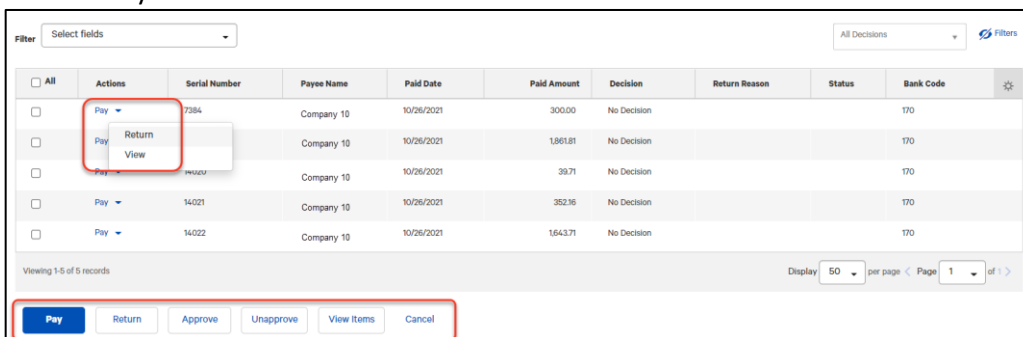 Filter Select fields All Decisions Filters
All Actions Serial Number Payee Name Paid Date Paid Amount Decision Return Reason Status Bank Code
Pay 7384 Company 10 10/26/2021 300.00 No Decision 170
Return
Pay Company 10 10/26/2021 1,861.81 No Decision 170
View
Pay 14020 Company 10 10/26/2021 39.71 No Decision 170
Pay 14021 Company 10 10/26/2021 352.16 No Decision 170
Pay 14022 Company 10 10/26/2021 1,643.71 No Decision 170
Viewing 1-5 of 5 records Display 50 per page < Page 1 of 1 >
Pay Return Approve Unapprove View Items Cancel